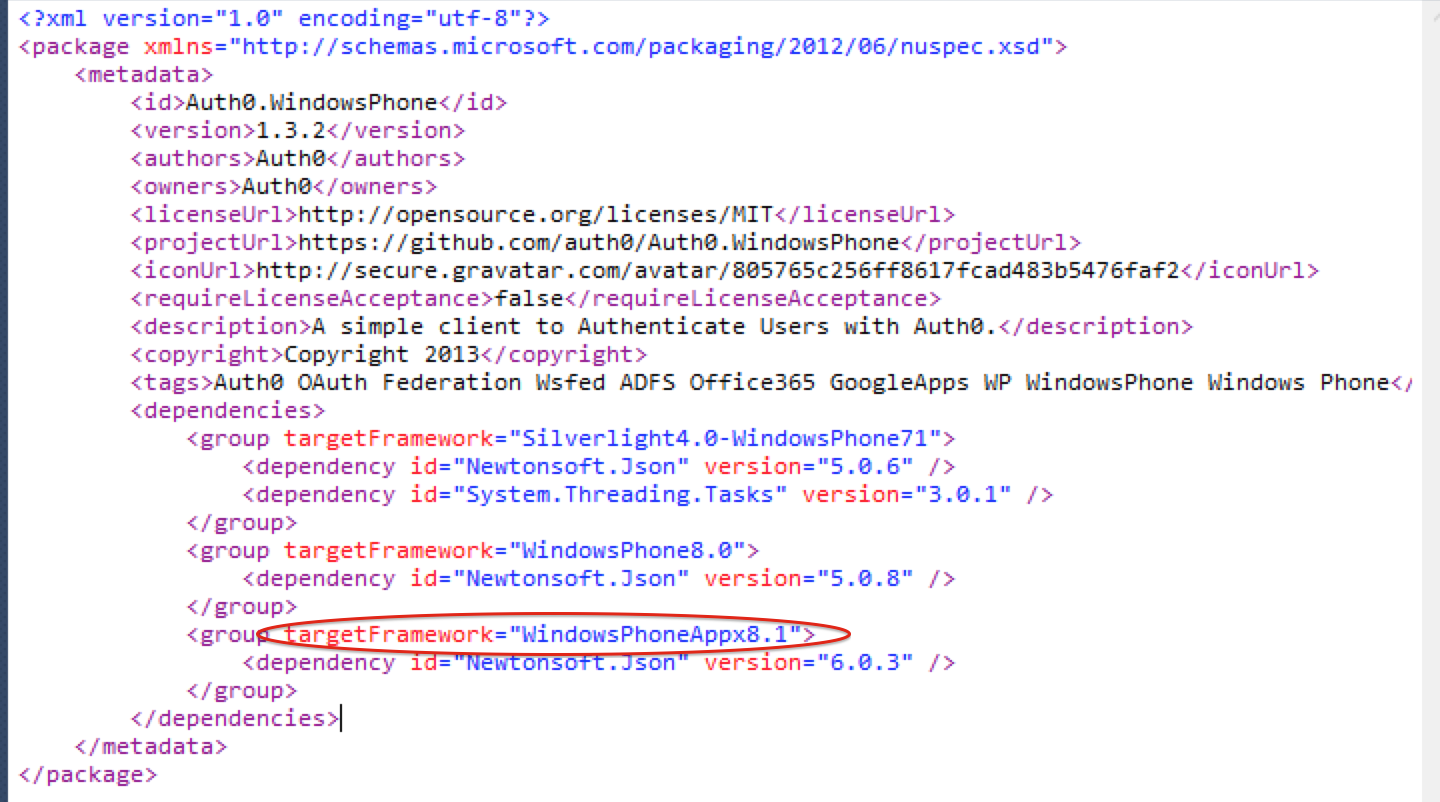 <?xml version="1.0" encoding="utf-8"?>
<package xmlns="http://schemas.microsoft.com/packaging/2012/06/nuspec.xsd">
<metadata>
<id>Auth0.WindowsPhone</id>
<version>1.3.2</version>
<authors>Auth0</authors>
<owners>Auth0</owners>
<licenseUrl>http://opensource.org/licenses/MIT</licenseUrl>
<projectUrl>https://github.com/auth0/Auth0.WindowsPhone</projectUrl>
<iconUrl>http://secure.gravatar.com/avatar/805765c256ff8617fcad483b5476faf2</iconUrl>
<requireLicenseAcceptance>false</requireLicenseAcceptance>
<description>A simple client to Authenticate Users with Auth0.</description>
<copyright>Copyright 2013</copyright>
<tags>Auth0 OAuth Federation Wsfed ADFS Office365 GoogleApps WP WindowsPhone Windows Phone</
<dependencies>
<group targetFramework="Silverlight4.0-WindowsPhone71">
<dependency id="Newtonsoft.Json" version="5.0.6" />
<dependency id="System.Threading.Tasks" version="3.0.1" />
</group>
<group targetFramework="WindowsPhone8.0">
<dependency id="Newtonsoft.Json" version="5.0.8" />
</group>
<group targetFramework="WindowsPhoneAppx8.1">
<dependency id="Newtonsoft.Json" version="6.0.3" />
</group>
</dependencies>
</metadata>
</package>